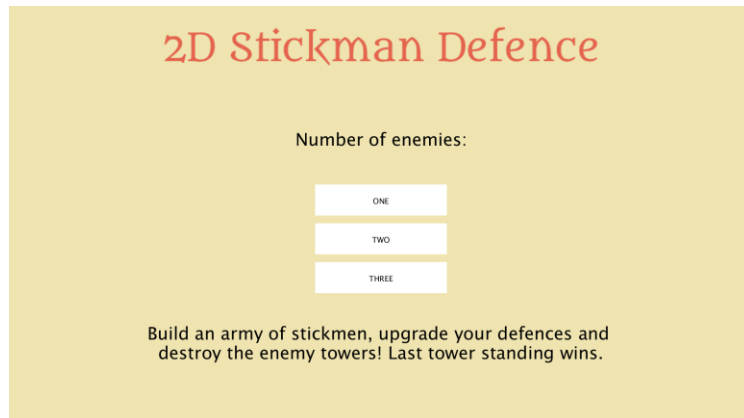 2D Stickman Defence
Number of enemies:
ONE
TWO
THREE
Build an army of stickmen, upgrade your defences and
destroy the enemy towers! Last tower standing wins.